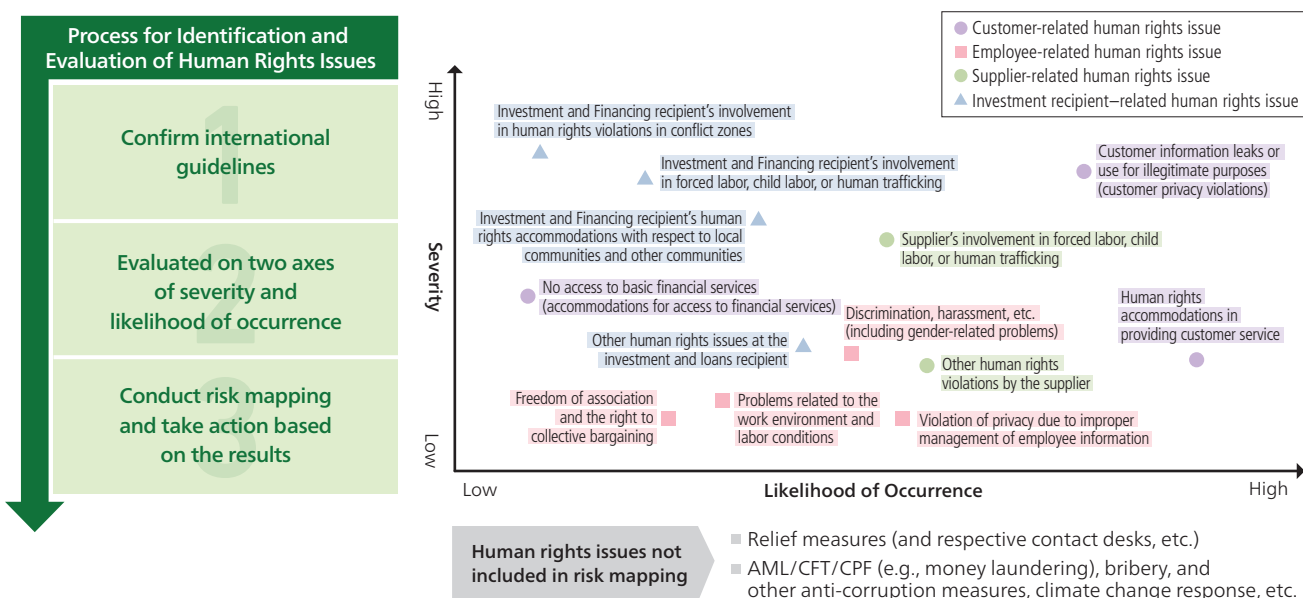 Process for Identification and
Evaluation of Human Rights Issues
1
Confirm international
guidelines
2
Evaluated on two axes
of severity and
likelihood of occurrence
3
Conduct risk mapping
and take action based
on the results
Customer-related human rights issue
Employee-related human rights issue
Supplier-related human rights issue
Investment recipient–related human rights issue
High
Severity
Low
Investment and Financing recipient's involvement
in human rights violations in conflict zones
Investment and Financing recipient's involvement
in forced labor, child labor, or human trafficking
Customer information leaks or
use for illegitimate purposes
(customer privacy violations)
Investment and Financing recipient's human
rights accommodations with respect to local
communities and other communities
Supplier's involvement in forced labor, child
labor, or human trafficking
No access to basic financial services
(accommodations for access to financial services)
Human rights
accommodations in
providing customer service
Discrimination, harassment, etc.
(including gender-related problems)
Other human rights issues at the
investment and loans recipient
Other human rights
violations by the supplier
Freedom of association
and the right to
collective bargaining
Problems related to the
work environment and
labor conditions
Violation of privacy due to improper
management of employee information
Low
Likelihood of Occurrence
High
Human rights issues not
included in risk mapping
Relief measures (and respective contact desks, etc.)
AML/CFT/CPF (e.g., money laundering), bribery, and
other anti-corruption measures, climate change response, etc.